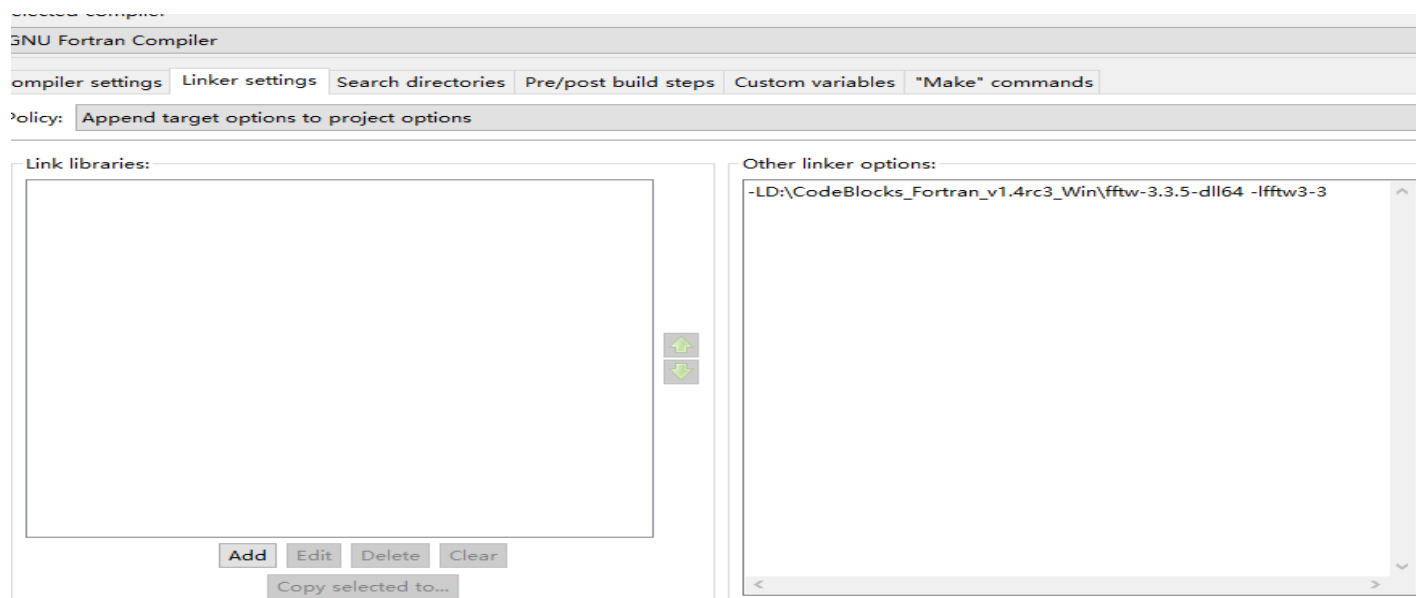 GNU Fortran Compiler
ompiler settings Linker settings Search directories Pre/post build steps Custom variables "Make" commands
Policy: Append target options to project options
Link libraries:
Other linker options:
-LD:\CodeBlocks_Fortran_v1.4rc3_Win\fftw-3.3.5-dll64 -lfftw3-3
Add Edit Delete Clear
Copy selected to...